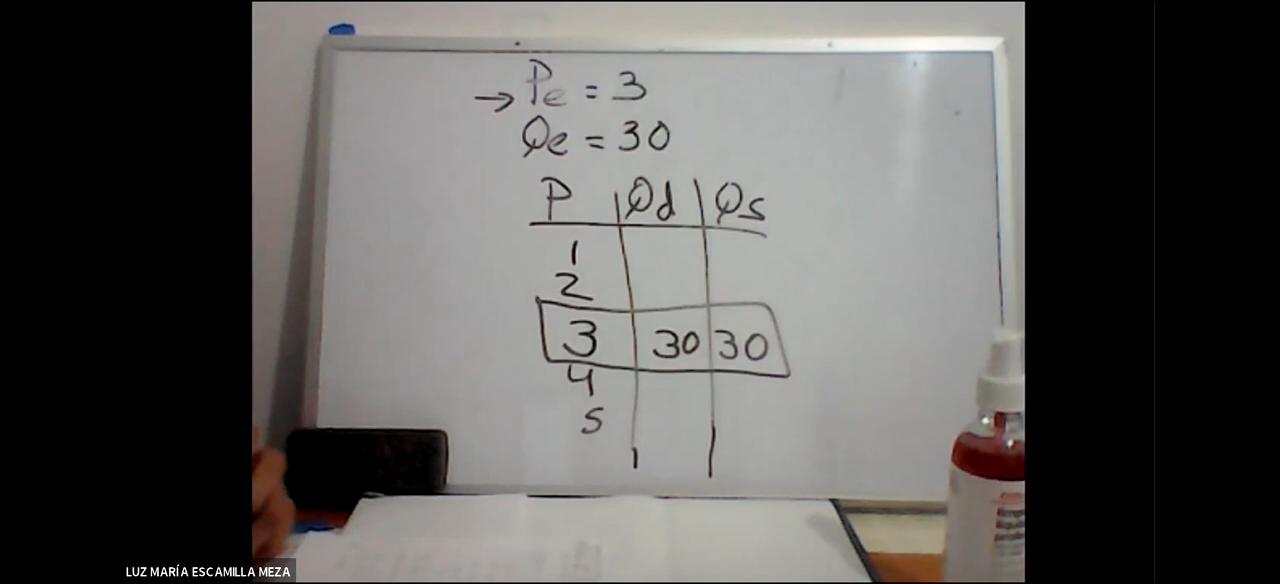 → Pe = 3
Qe = 30
P | Qd | Qs
1
2
3 | 30 | 30
4
5
LUZ MARÍA ESCAMILLA MEZA